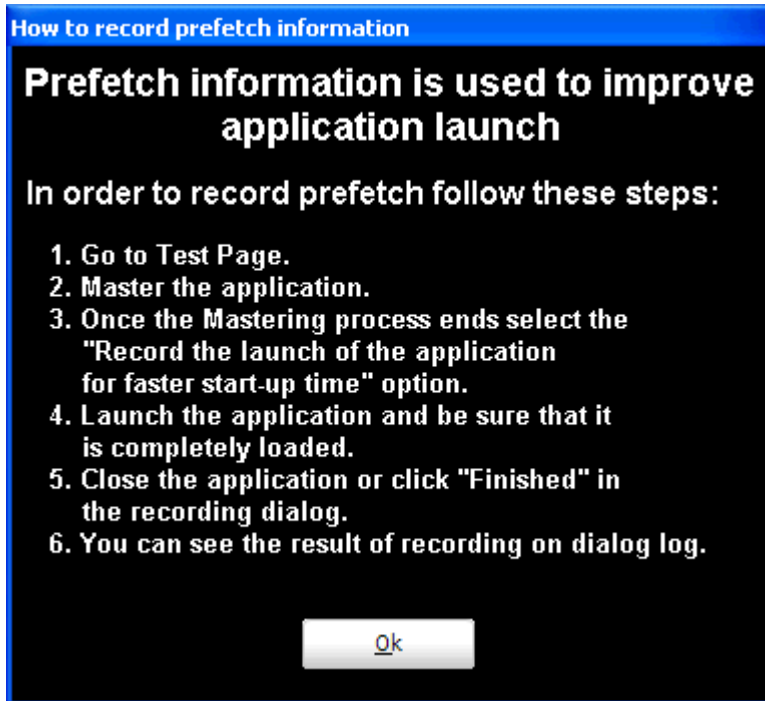 How to record prefetch information
Prefetch information is used to improve
application launch
In order to record prefetch follow these steps:
1. Go to Test Page.
2. Master the application.
3. Once the Mastering process ends select the
"Record the launch of the application
for faster start-up time" option.
4. Launch the application and be sure that it
is completely loaded.
5. Close the application or click "Finished" in
the recording dialog.
6. You can see the result of recording on dialog log.
Ok